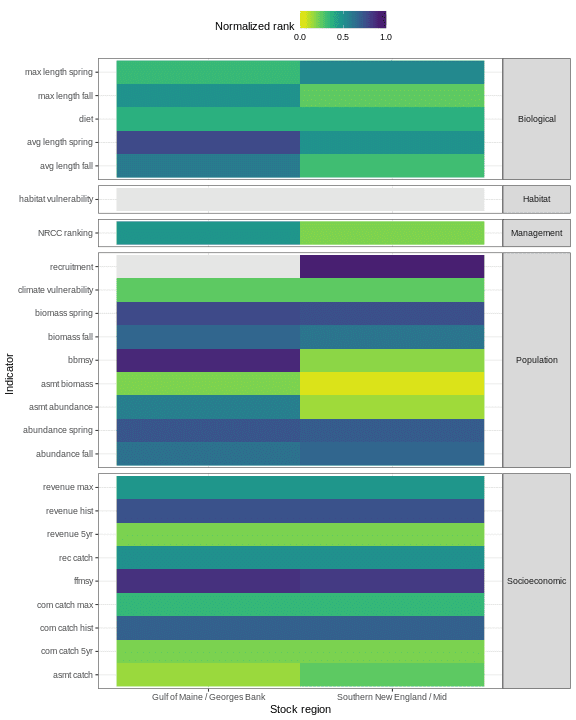 Normalized rank
0.0 0.5 1.0
max length spring
max length fall
diet
avg length spring
avg length fall
Biological
habitat vulnerability
Habitat
NRCC ranking
Management
recruitment
climate vulnerability
biomass spring
biomass fall
bbmsy
asmt biomass
asmt abundance
abundance spring
abundance fall
Population
revenue max
revenue hist
revenue 5yr
rec catch
ffmsy
com catch max
com catch hist
com catch 5yr
asmt catch
Socioeconomic
Indicator
Gulf of Maine / Georges Bank
Southern New England / Mid
Stock region